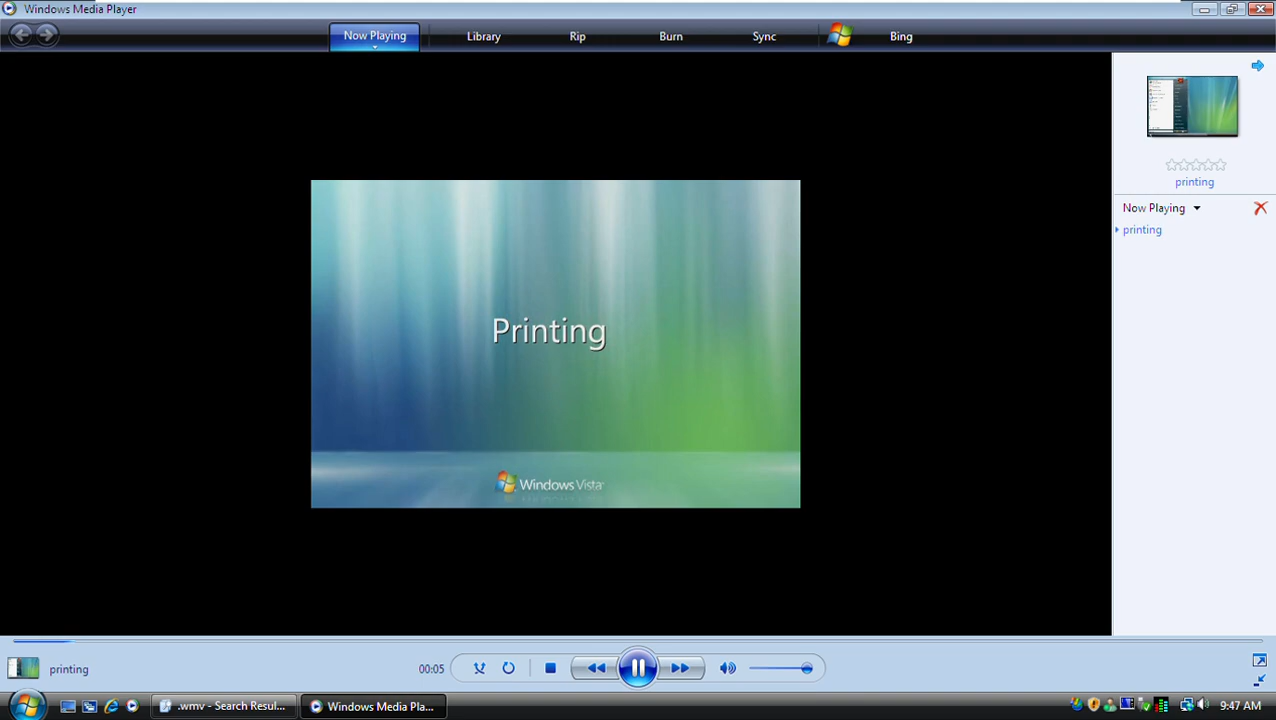 Windows Media Player
Now Playing Library Rip Burn Sync Bing
printing
Now Playing
printing
Printing
Windows Vista
printing 00:05
.wmv - Search Resul... Windows Media Pla... 9:47 AM